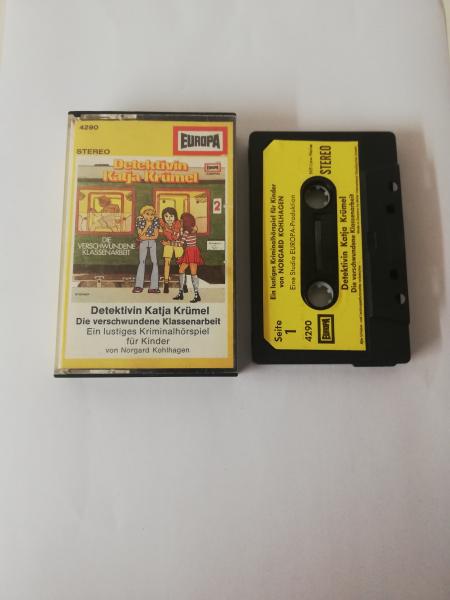 4290
EUROPA
STEREO
Detektivin
Katja Krümel
EUROPA
2
DIE
VERSCHWUNDENE
KLASSENARBEIT
Detektivin Katja Krümel
Die verschwundene Klassenarbeit
Ein lustiges Kriminalhörspiel
für Kinder
von Norgard Kohlhagen
Ein lustiges Kriminalhörspiel für Kinder
von NORGARD KOHLHAGEN
Eine Studio EUROPA-Produktion
STEREO
Seite
1
4290
EUROPA
Detektivin Katja Krümel
Die verschwundene Klassenarbeit